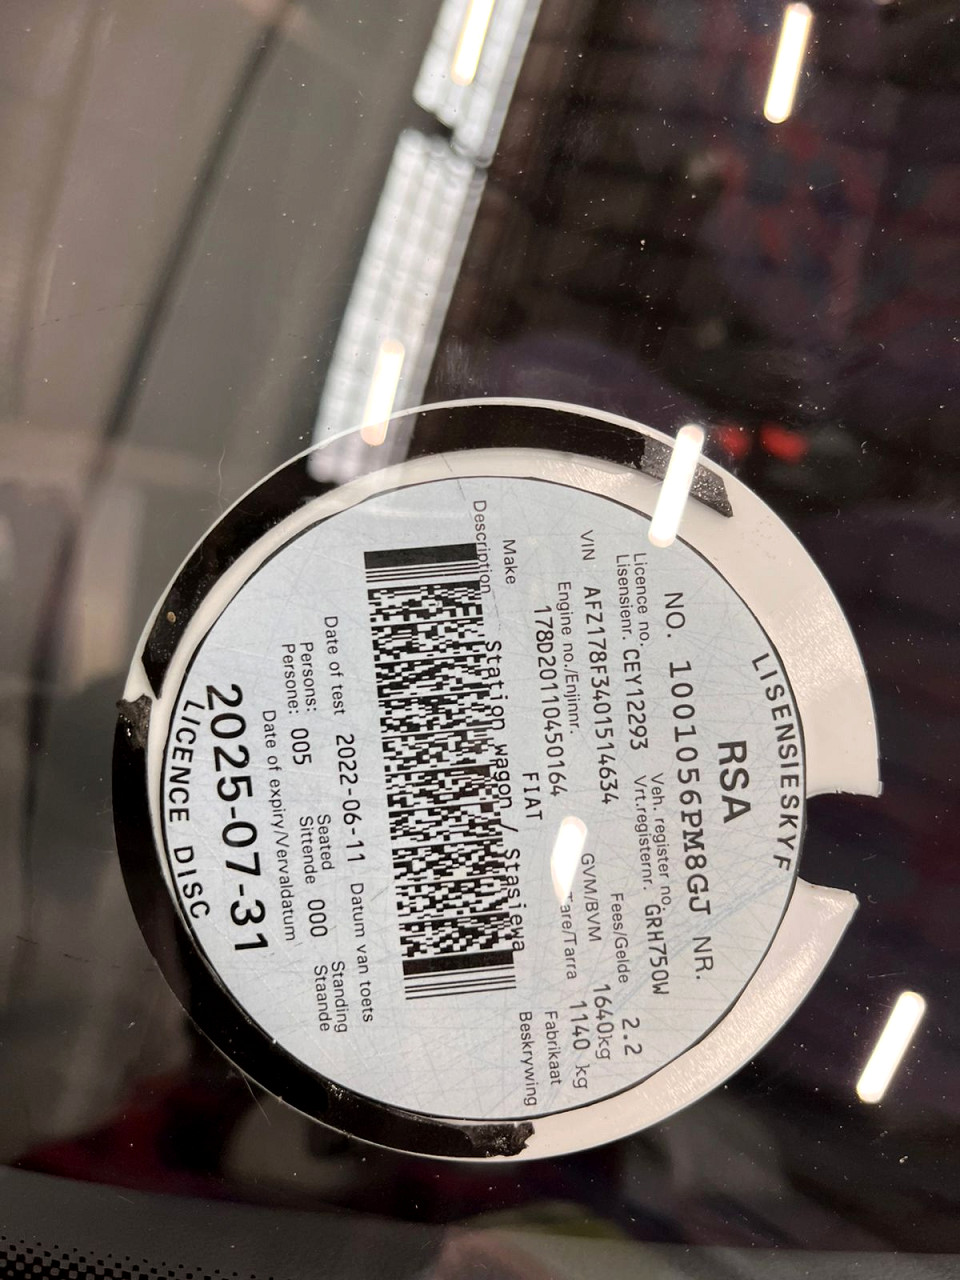 LISENSIESKYF
RSA
NO. 1001056PM8GJ NR.
Licence no. Veh. register no.
Lisensienr. CEY12293 Vrt.registernr. GRH750W
VIN AFZ178F3401514634 Fees/Gelde 2.2
Engine no./Enjinnr. GVM/BVM 1640kg
178D201110450164 Tare/Tarra 1140 kg
Make FIAT Fabrikaat
Description Station wagon / Stasiewa Beskrywing
Date of test 2022-06-11 Datum van toets
Persons: Seated Standing
Persone: 005 Sittende 000 Staande
Date of expiry/Vervaldatum
2025-07-31
LICENCE DISC